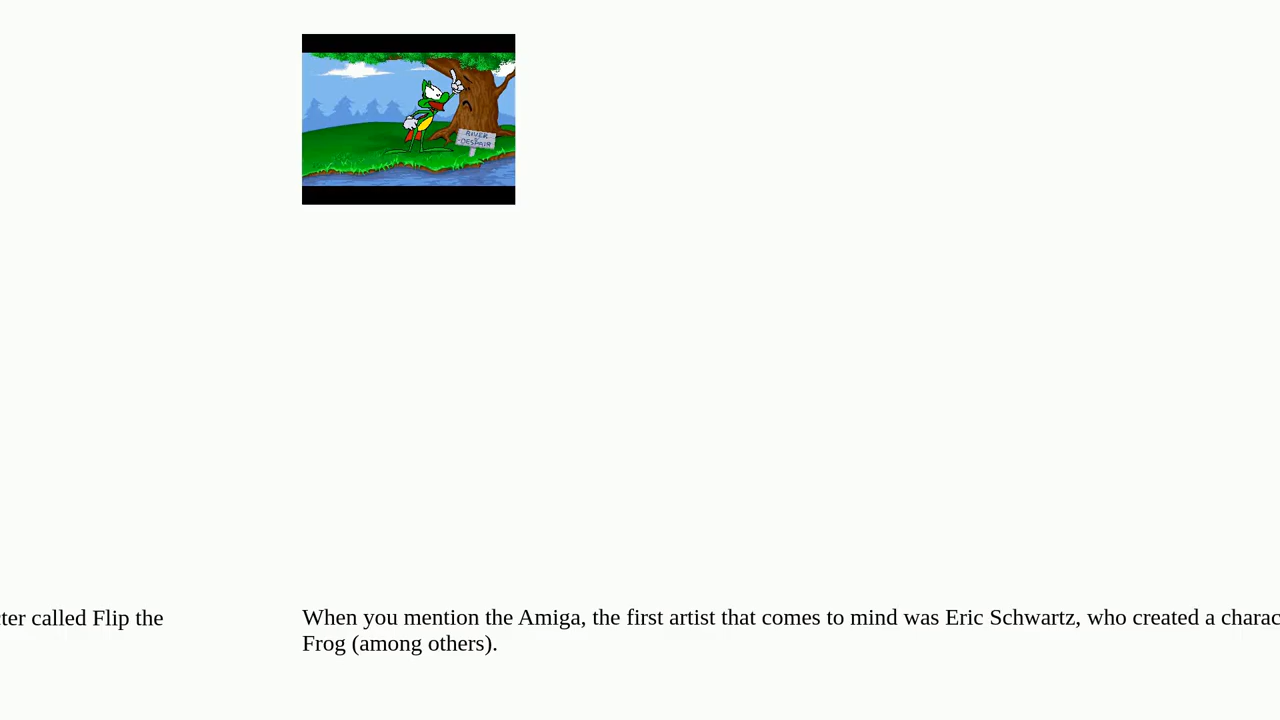 RIVER
-DESPAIR
When you mention the Amiga, the first artist that comes to mind was Eric Schwartz, who created a charac
cter called Flip the
Frog (among others).